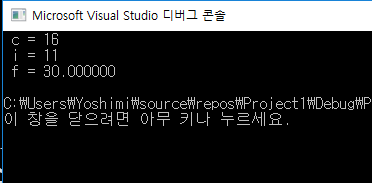 Microsoft Visual Studio 디버그 콘솔
c = 16
i = 11
f = 30.000000
C:₩Users₩Yoshimi₩source₩repos₩Project1₩Debug₩P
이 창을 닫으려면 아무 키나 누르세요.